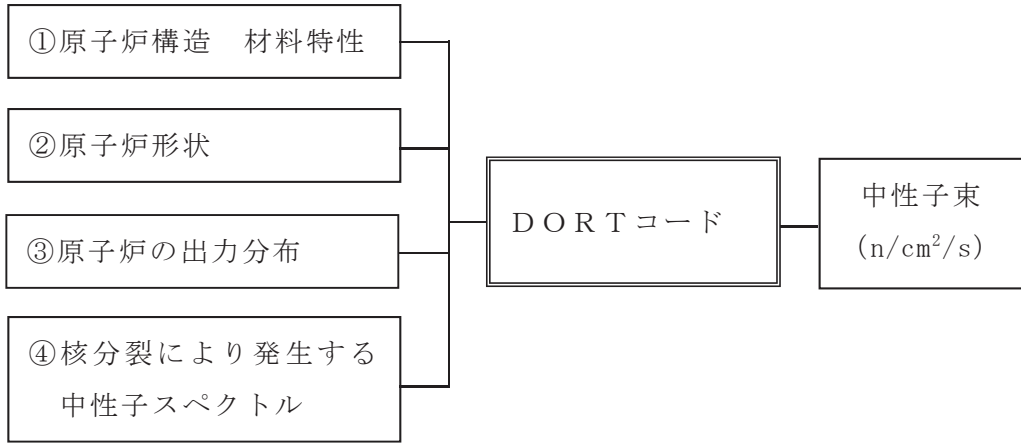 ①原子炉構造　材料特性
②原子炉形状
③原子炉の出力分布
④核分裂により発生する
中性子スペクトル
ＤＯＲＴコード
中性子束
(n/cm²/s)